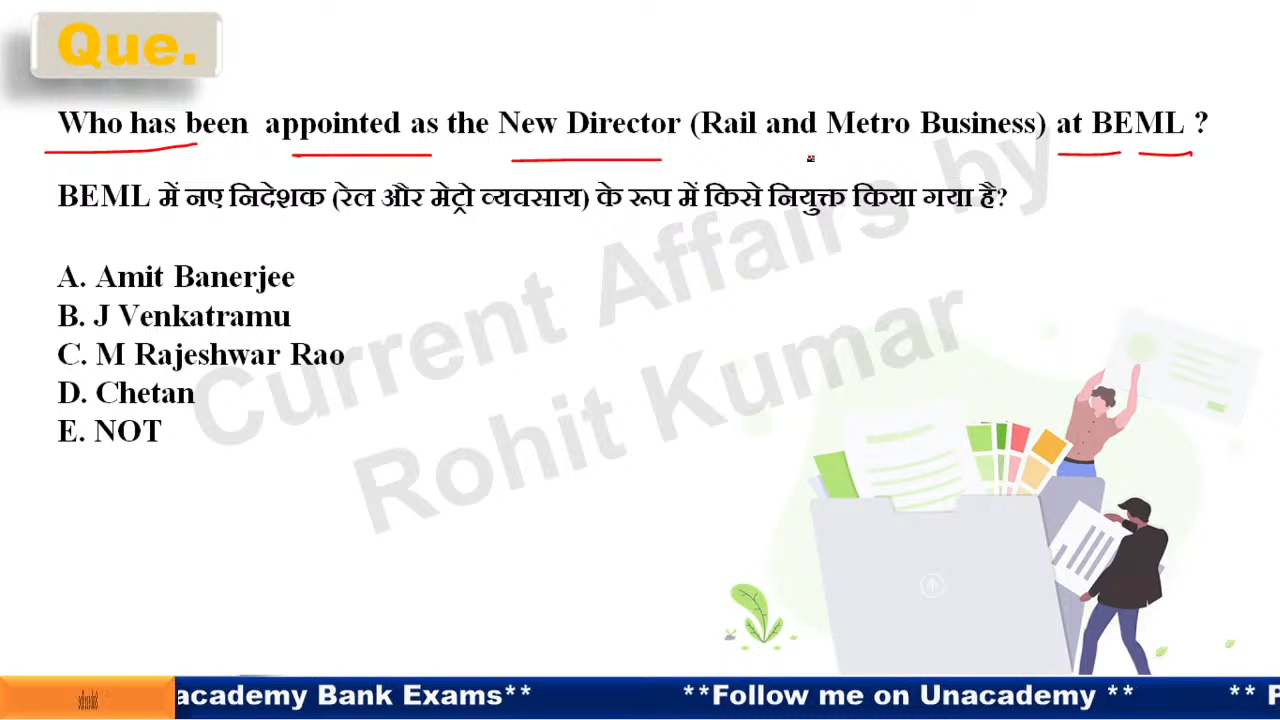 Que.
Who has been appointed as the New Director (Rail and Metro Business) at BEML ?
BEML में नए निदेशक (रेल और मेट्रो व्यवसाय) के रूप में किसे नियुक्त किया गया है?
A. Amit Banerjee
B. J Venkatramu
C. M Rajeshwar Rao
D. Chetan
E. NOT
Current Affairs by
Rohit Kumar
academy Bank Exams** **Follow me on Unacademy ** ** P